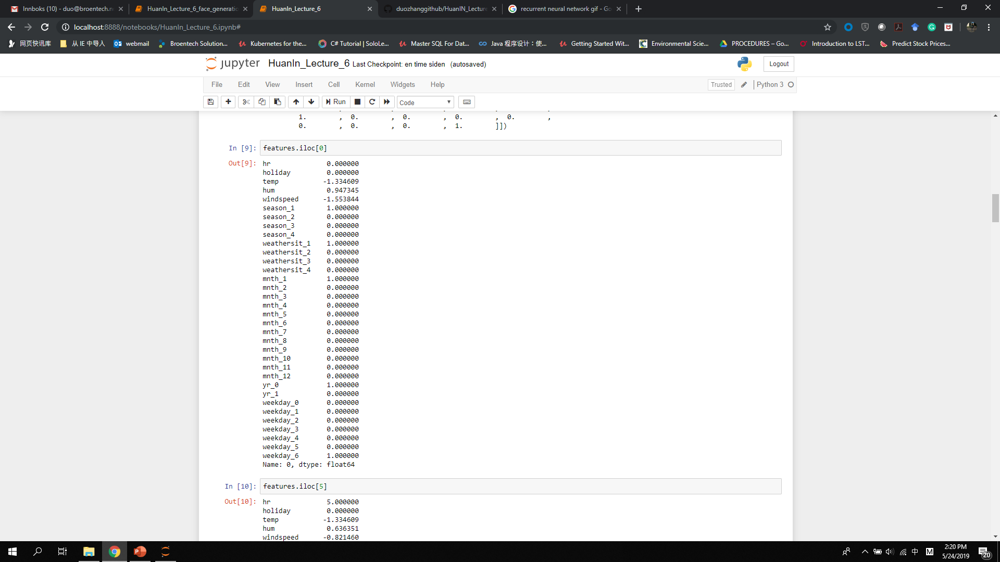 Innboks (10) - duo@broentech.n
HuanIn_Lecture_6_face_generatic
HuanIn_Lecture_6
duozhanggithub/HuanIN_Lecture
recurrent neural network gif - Go
localhost:8888/notebooks/HuanIn_Lecture_6.ipynb#
网页快讯库
从 IE 中导入
webmail
Broentech Solution...
Kubernetes for the...
C# Tutorial | SoloLe...
Master SQL For Dat...
Java 程序设计：使...
Getting Started Wit...
Environmental Scie...
PROCEDURES – Go...
Introduction to LST...
Predict Stock Prices...
jupyter HuanIn_Lecture_6 Last Checkpoint: en time siden (autosaved)
Logout
File Edit View Insert Cell Kernel Widgets Help
Trusted Python 3
Run Code
1. , 0. , 0. , 0. , 0. ,
0. , 0. , 0. , 1. ]])
In [9]: features.iloc[0]
Out[9]: hr 0.000000
holiday 0.000000
temp -1.334609
hum 0.947345
windspeed -1.553844
season_1 1.000000
season_2 0.000000
season_3 0.000000
season_4 0.000000
weathersit_1 1.000000
weathersit_2 0.000000
weathersit_3 0.000000
weathersit_4 0.000000
mnth_1 1.000000
mnth_2 0.000000
mnth_3 0.000000
mnth_4 0.000000
mnth_5 0.000000
mnth_6 0.000000
mnth_7 0.000000
mnth_8 0.000000
mnth_9 0.000000
mnth_10 0.000000
mnth_11 0.000000
mnth_12 0.000000
yr_0 1.000000
yr_1 0.000000
weekday_0 0.000000
weekday_1 0.000000
weekday_2 0.000000
weekday_3 0.000000
weekday_4 0.000000
weekday_5 0.000000
weekday_6 1.000000
Name: 0, dtype: float64
In [10]: features.iloc[5]
Out[10]: hr 5.000000
holiday 0.000000
temp -1.334609
hum 0.636351
windspeed -0.821460
中
M
2:20 PM
5/24/2019
20